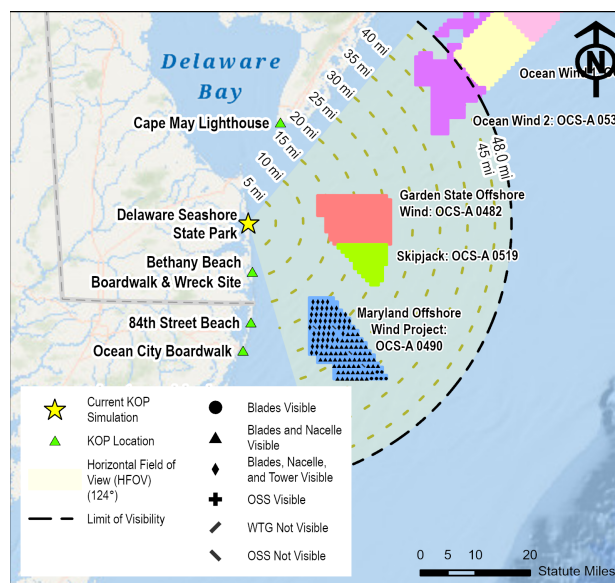 Delaware
Bay
40 mi
35 mi
30 mi
25 mi
20 mi
15 mi
10 mi
5 mi
N
Ocean Wind 1: O
Ocean Wind 2: OCS-A 053
48.0 mi
45 mi
Cape May Lighthouse
Delaware Seashore
State Park
Garden State Offshore
Wind: OCS-A 0482
Skipjack: OCS-A 0519
Bethany Beach
Boardwalk & Wreck Site
84th Street Beach
Ocean City Boardwalk
Maryland Offshore
Wind Project:
OCS-A 0490
Current KOP
Simulation
KOP Location
Horizontal Field of
View (HFOV)
(124°)
Limit of Visibility
Blades Visible
Blades and Nacelle
Visible
Blades, Nacelle,
and Tower Visible
OSS Visible
WTG Not Visible
OSS Not Visible
0 5 10 20
Statute Miles